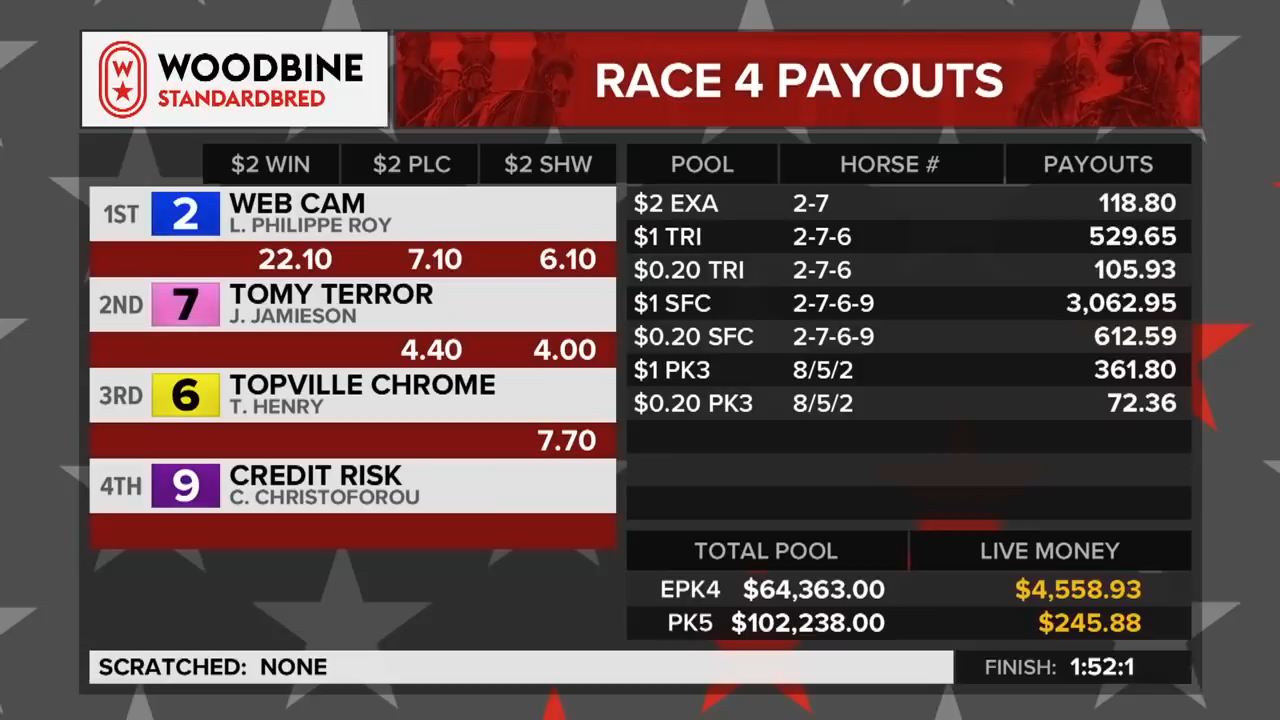 W
WOODBINE
STANDARDBRED
RACE 4 PAYOUTS
$2 WIN $2 PLC $2 SHW
1ST 2 WEB CAM
L. PHILIPPE ROY
22.10 7.10 6.10
2ND 7 TOMY TERROR
J. JAMIESON
4.40 4.00
3RD 6 TOPVILLE CHROME
T. HENRY
7.70
4TH 9 CREDIT RISK
C. CHRISTOFOROU
POOL HORSE # PAYOUTS
$2 EXA 2-7 118.80
$1 TRI 2-7-6 529.65
$0.20 TRI 2-7-6 105.93
$1 SFC 2-7-6-9 3,062.95
$0.20 SFC 2-7-6-9 612.59
$1 PK3 8/5/2 361.80
$0.20 PK3 8/5/2 72.36
TOTAL POOL LIVE MONEY
EPK4 $64,363.00 $4,558.93
PK5 $102,238.00 $245.88
SCRATCHED: NONE
FINISH: 1:52:1